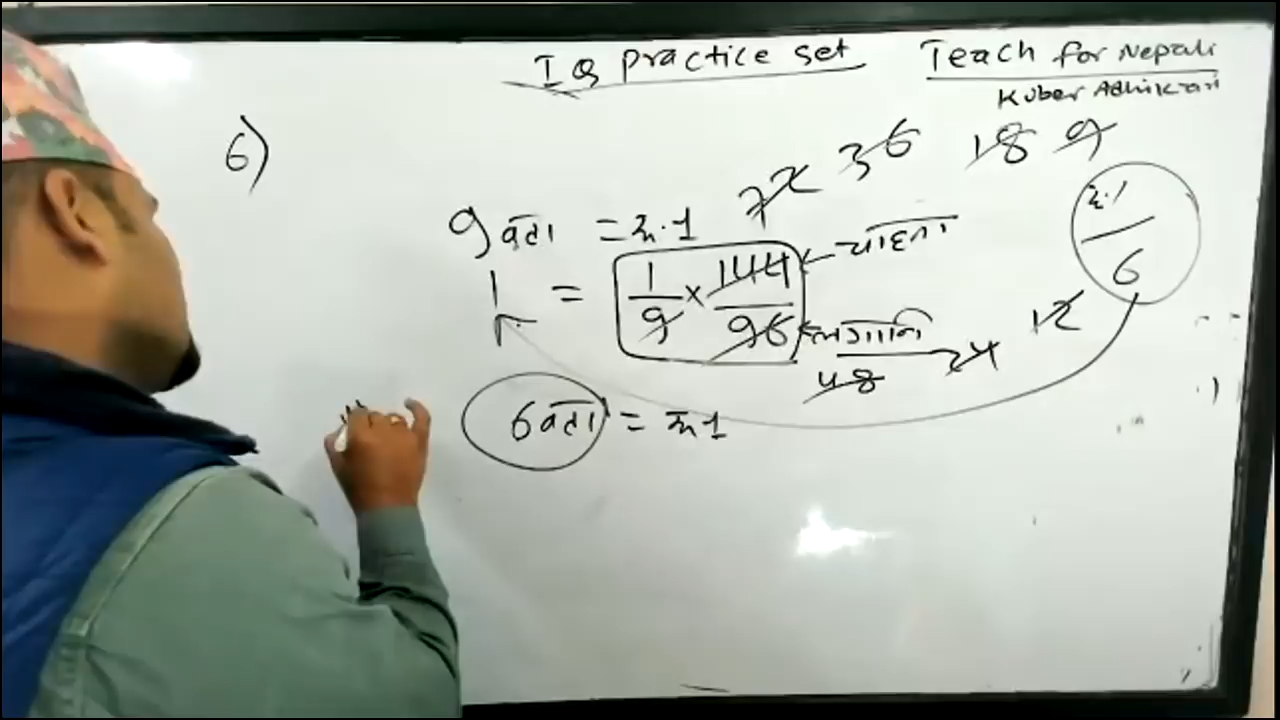 IQ practice set Teach for Nepali
Kuber Adhikari
6)
72 36 18 9
9 वटा = रु.1
रु.1/6
1 = 1/9 × 144/96 चाहना
लागानि
48 24 12
6 वटा = रु1